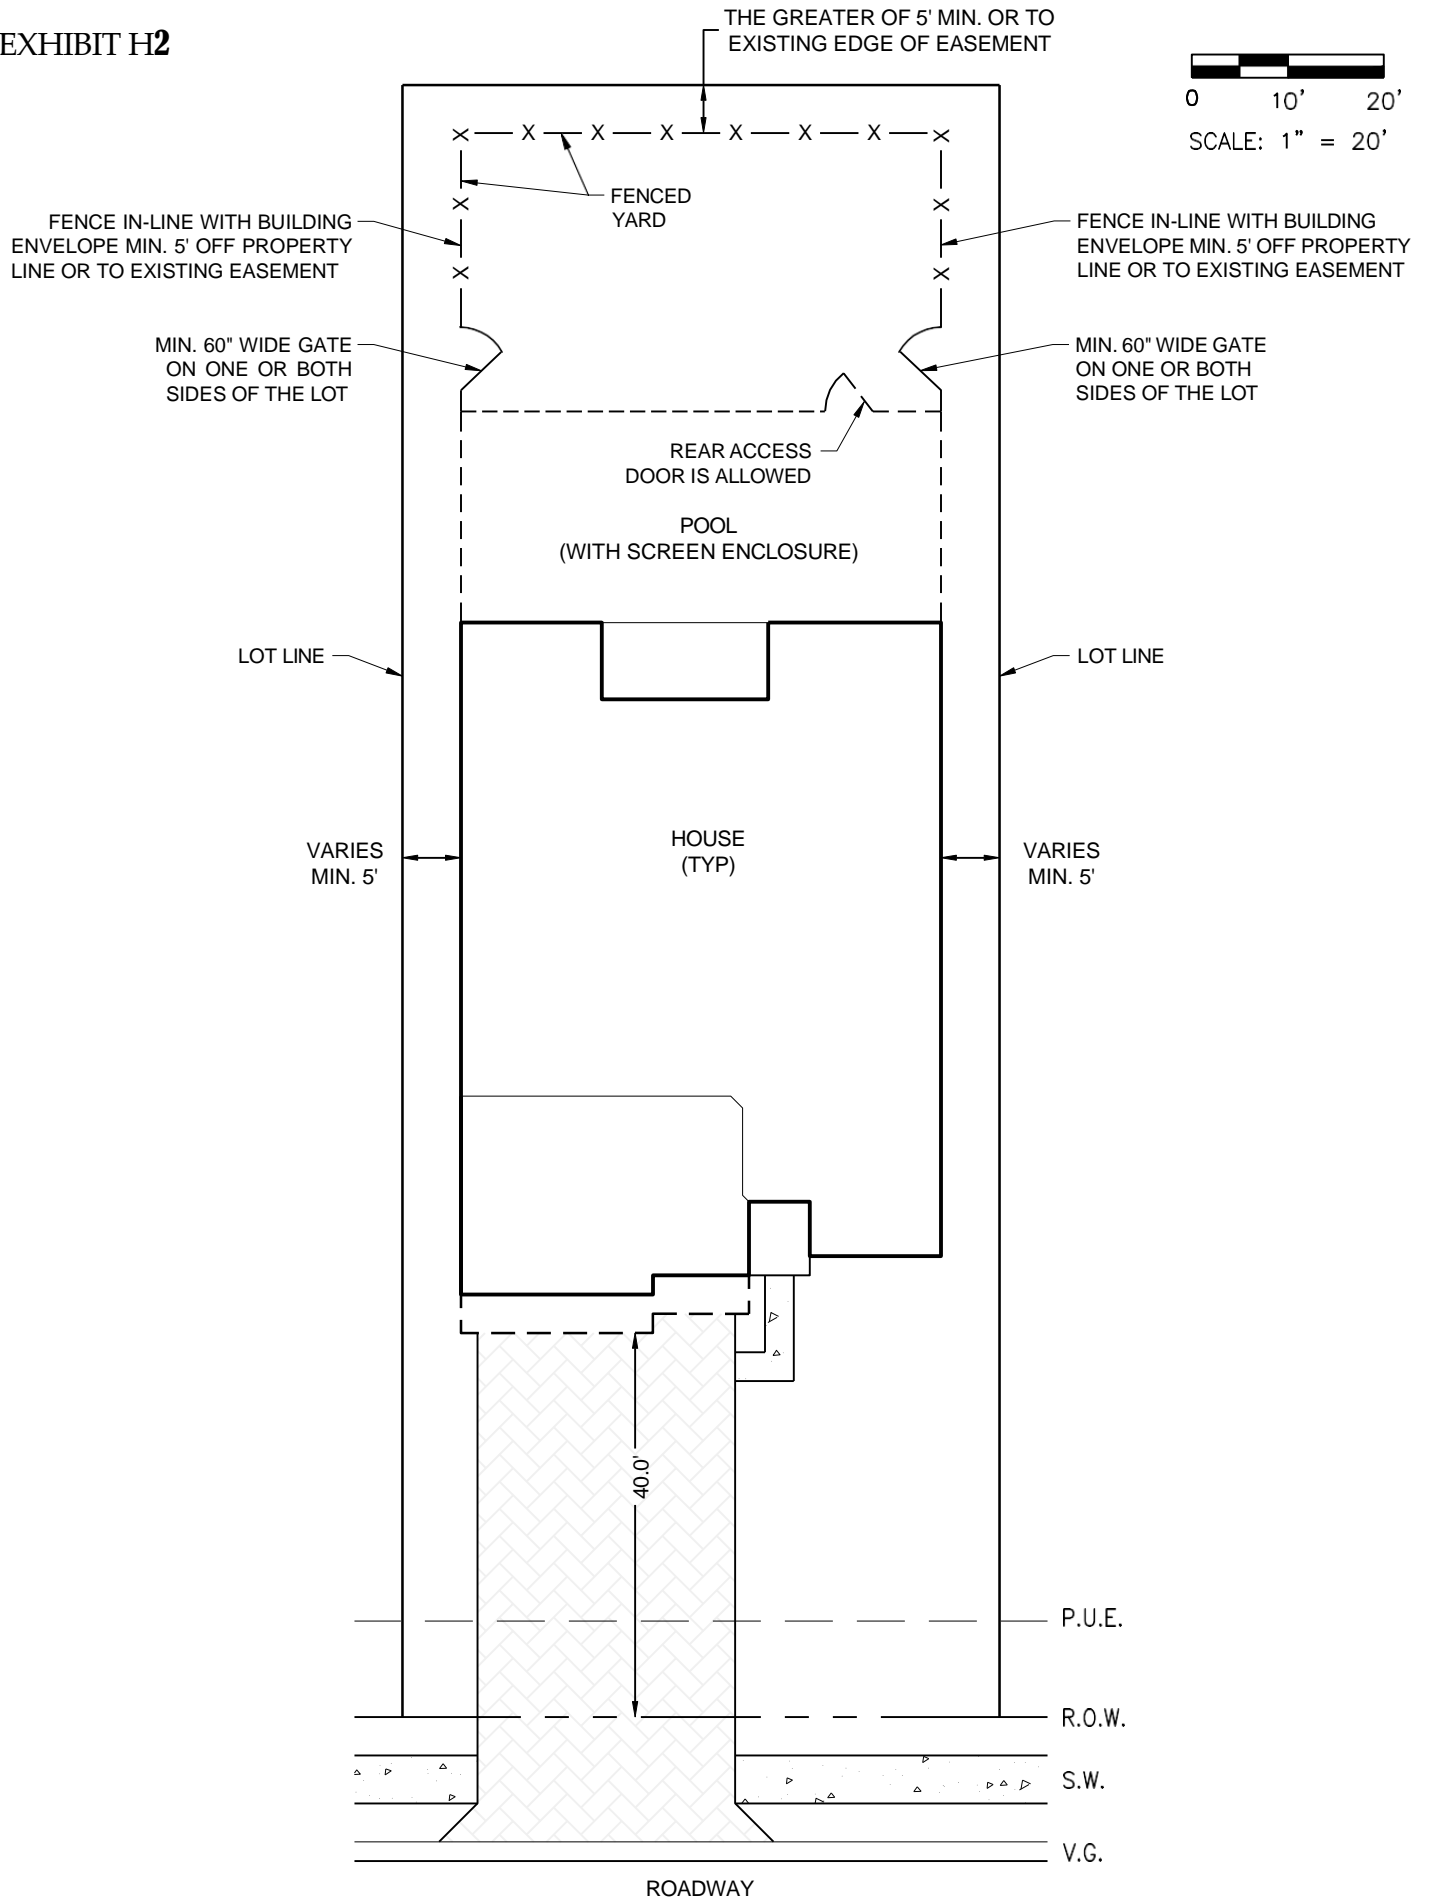 EXHIBIT H2
THE GREATER OF 5' MIN. OR TO
EXISTING EDGE OF EASEMENT
0 10' 20'
SCALE: 1" = 20'
X X X X X X X X
FENCED
YARD
X X
X X
FENCE IN-LINE WITH BUILDING
ENVELOPE MIN. 5' OFF PROPERTY
LINE OR TO EXISTING EASEMENT
FENCE IN-LINE WITH BUILDING
ENVELOPE MIN. 5' OFF PROPERTY
LINE OR TO EXISTING EASEMENT
MIN. 60" WIDE GATE
ON ONE OR BOTH
SIDES OF THE LOT
MIN. 60" WIDE GATE
ON ONE OR BOTH
SIDES OF THE LOT
REAR ACCESS
DOOR IS ALLOWED
POOL
(WITH SCREEN ENCLOSURE)
LOT LINE
LOT LINE
HOUSE
(TYP)
VARIES
MIN. 5'
VARIES
MIN. 5'
40.0'
P.U.E.
R.O.W.
S.W.
V.G.
ROADWAY